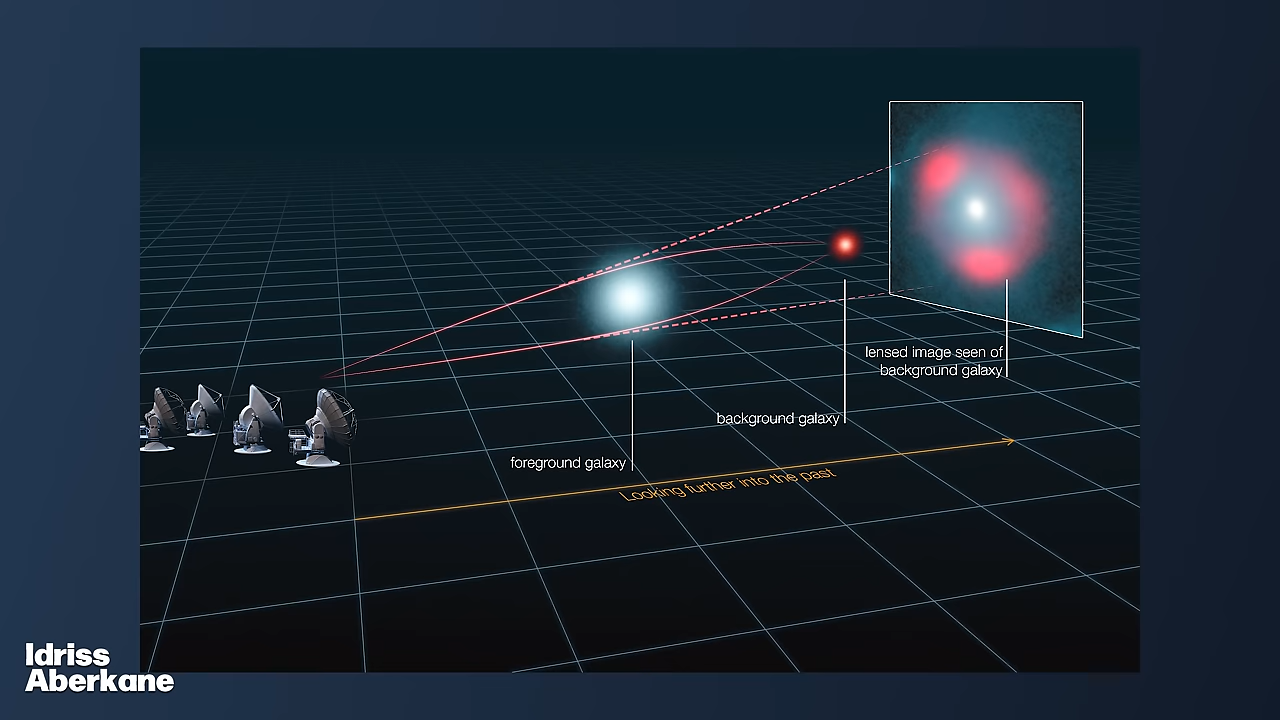 lensed image seen of
background galaxy
background galaxy
foreground galaxy
Looking further into the past
Idriss
Aberkane